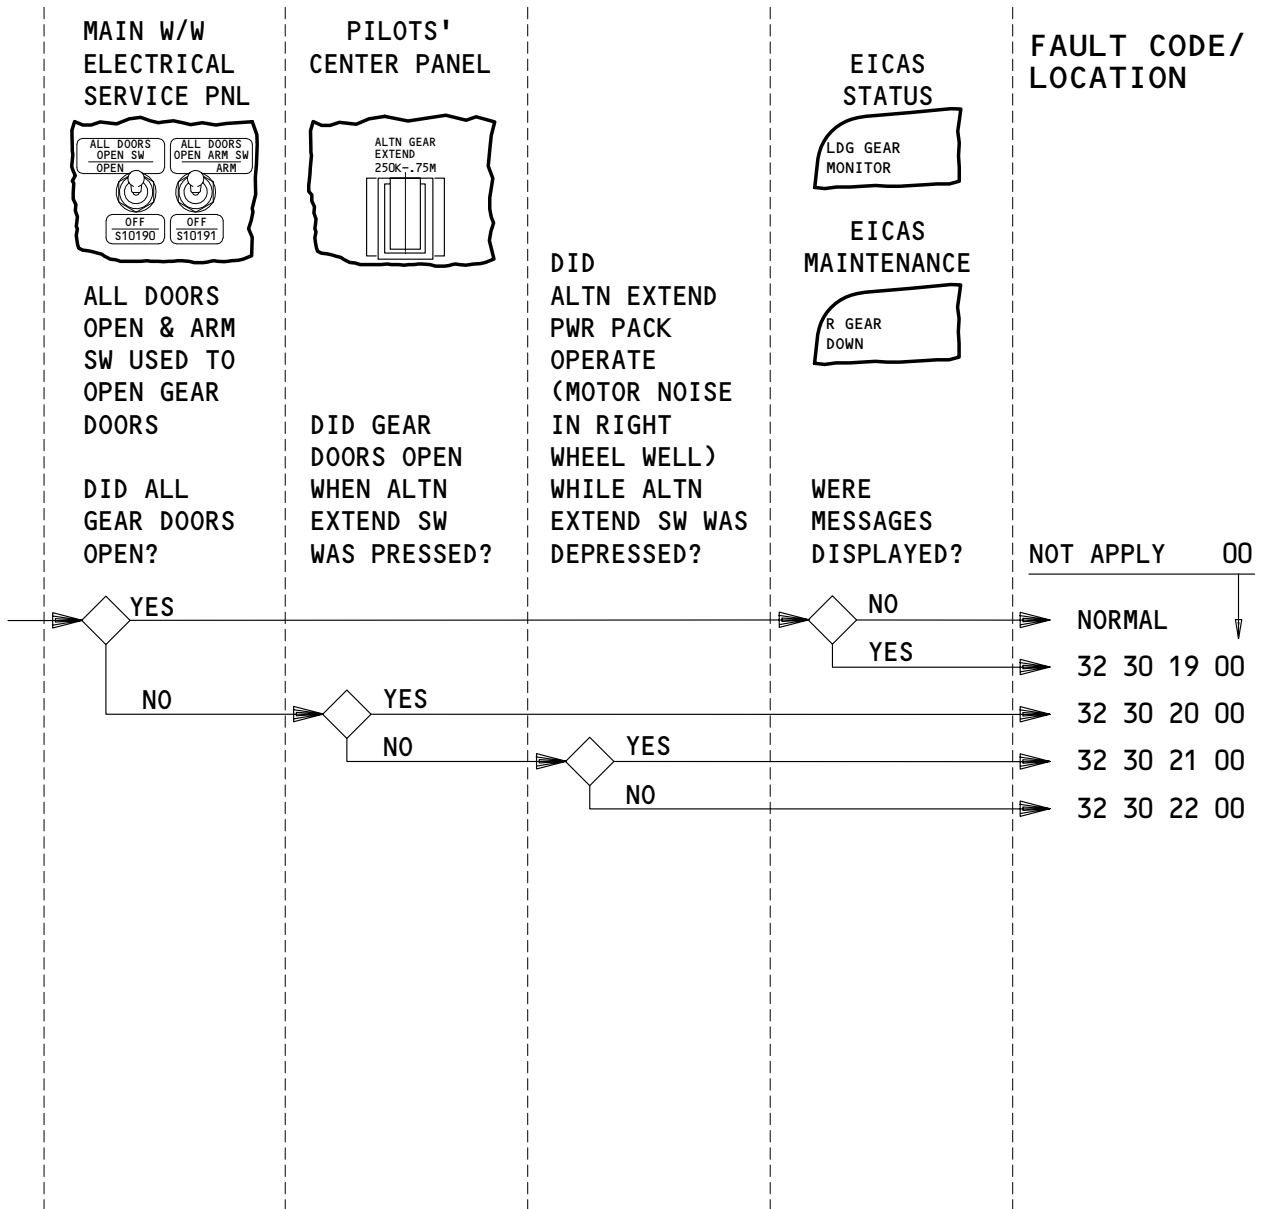 MAIN W/W
ELECTRICAL
SERVICE PNL
ALL DOORS
OPEN SW
OPEN
ALL DOORS
OPEN ARM SW
ARM
OFF
S10190
OFF
S10191
ALL DOORS
OPEN & ARM
SW USED TO
OPEN GEAR
DOORS
DID ALL
GEAR DOORS
OPEN?
PILOTS'
CENTER PANEL
ALTN GEAR
EXTEND
250K-.75M
DID GEAR
DOORS OPEN
WHEN ALTN
EXTEND SW
WAS PRESSED?
DID
ALTN EXTEND
PWR PACK
OPERATE
(MOTOR NOISE
IN RIGHT
WHEEL WELL)
WHILE ALTN
EXTEND SW WAS
DEPRESSED?
EICAS
STATUS
LDG GEAR
MONITOR
EICAS
MAINTENANCE
R GEAR
DOWN
WERE
MESSAGES
DISPLAYED?
FAULT CODE/
LOCATION
NOT APPLY 00
YES
NO
NORMAL
YES
32 30 19 00
NO
YES
32 30 20 00
NO
YES
32 30 21 00
NO
32 30 22 00